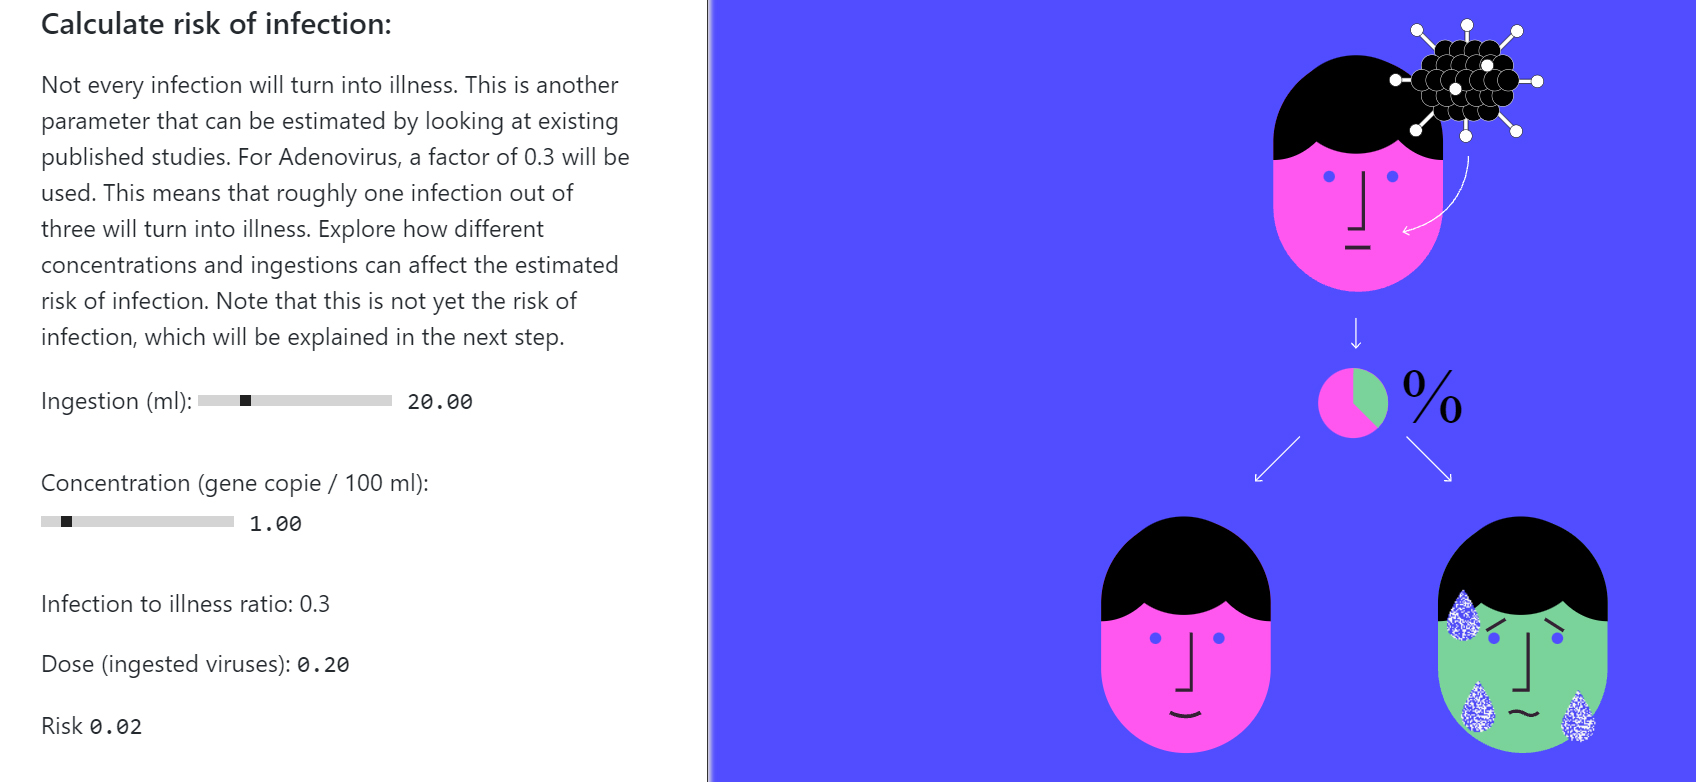 Calculate risk of infection:
Not every infection will turn into illness. This is another
parameter that can be estimated by looking at existing
published studies. For Adenovirus, a factor of 0.3 will be
used. This means that roughly one infection out of
three will turn into illness. Explore how different
concentrations and ingestions can affect the estimated
risk of infection. Note that this is not yet the risk of
infection, which will be explained in the next step.
Ingestion (ml): 20.00
Concentration (gene copie / 100 ml):
1.00
Infection to illness ratio: 0.3
Dose (ingested viruses): 0.20
Risk 0.02
%